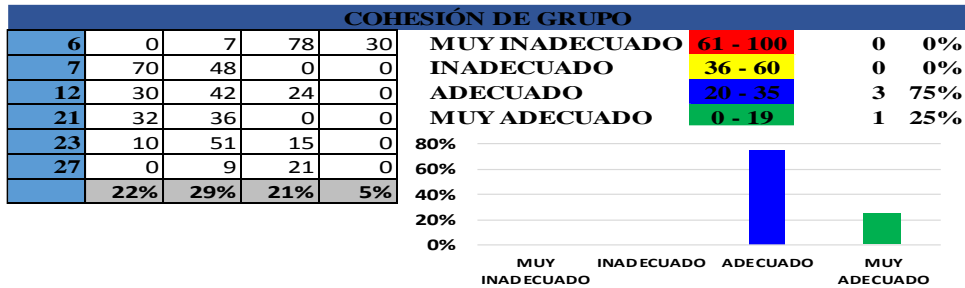 COHESIÓN DE GRUPO
6 0 7 78 30 MUY INADECUADO 61 - 100 0 0%
7 70 48 0 0 INADECUADO 36 - 60 0 0%
12 30 42 24 0 ADECUADO 20 - 35 3 75%
21 32 36 0 0 MUY ADECUADO 0 - 19 1 25%
23 10 51 15 0
27 0 9 21 0
22% 29% 21% 5%
80%
60%
40%
20%
0%
MUY INADECUADO INADECUADO ADECUADO MUY ADECUADO